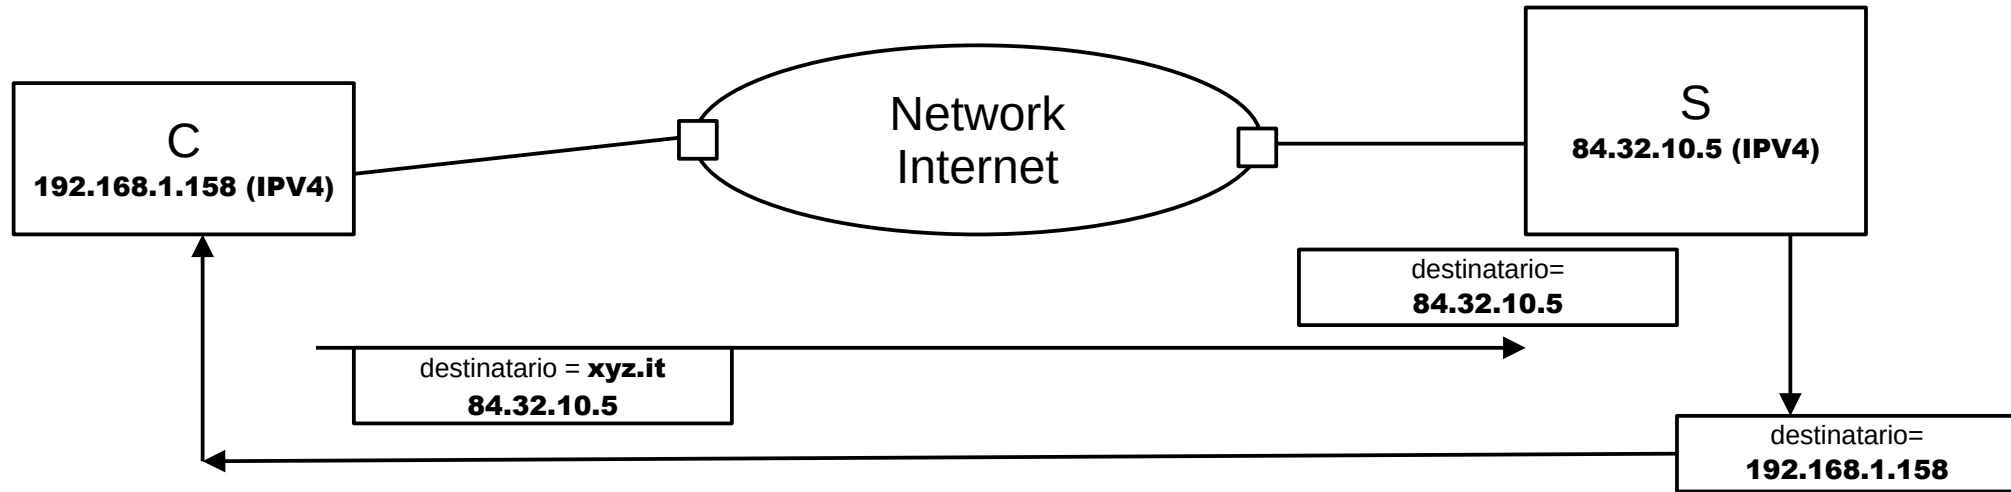 C
192.168.1.158 (IPV4)
Network
Internet
S
84.32.10.5 (IPV4)
destinatario=
84.32.10.5
destinatario = xyz.it
84.32.10.5
destinatario=
192.168.1.158